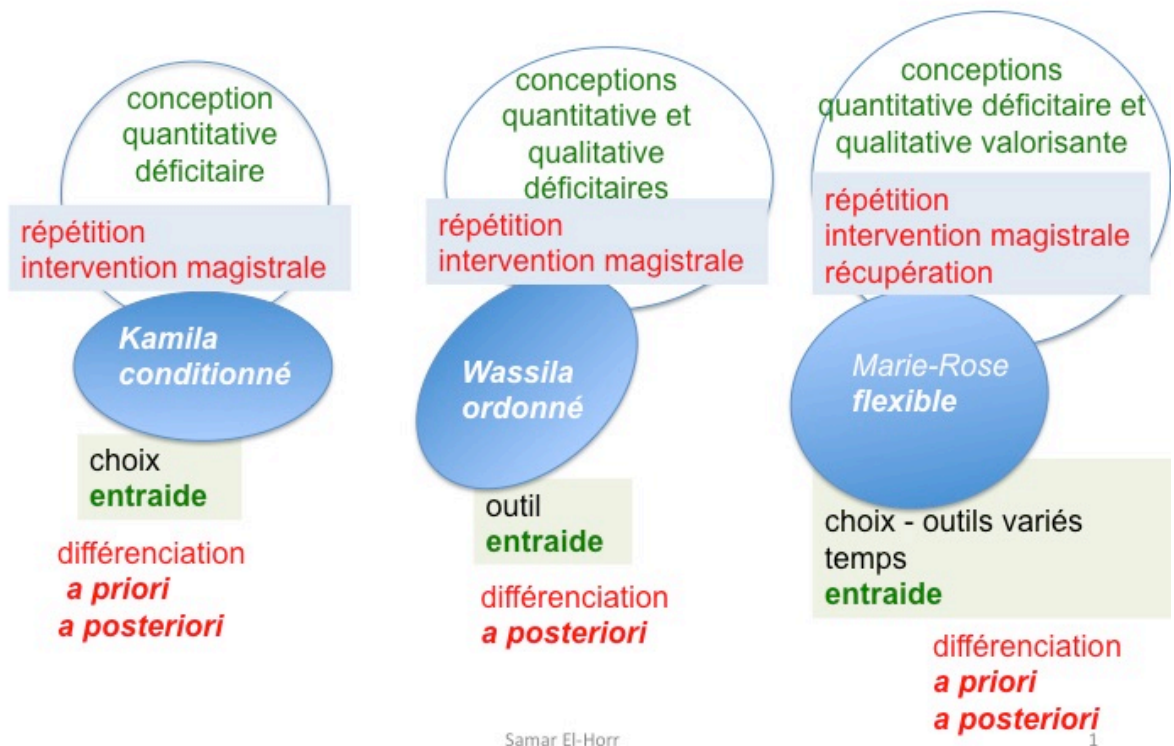 conception
quantitative
déficitaire
répétition
intervention magistrale
Kamila
conditionné
choix
entraide
différenciation
a priori
a posteriori
conceptions
quantitative et
qualitative
déficitaires
répétition
intervention magistrale
Wassila
ordonné
outil
entraide
différenciation
a posteriori
conceptions
quantitative déficitaire et
qualitative valorisante
répétition
intervention magistrale
récupération
Marie-Rose
flexible
choix - outils variés
temps
entraide
différenciation
a priori
a posteriori
Samar El-Horr
1